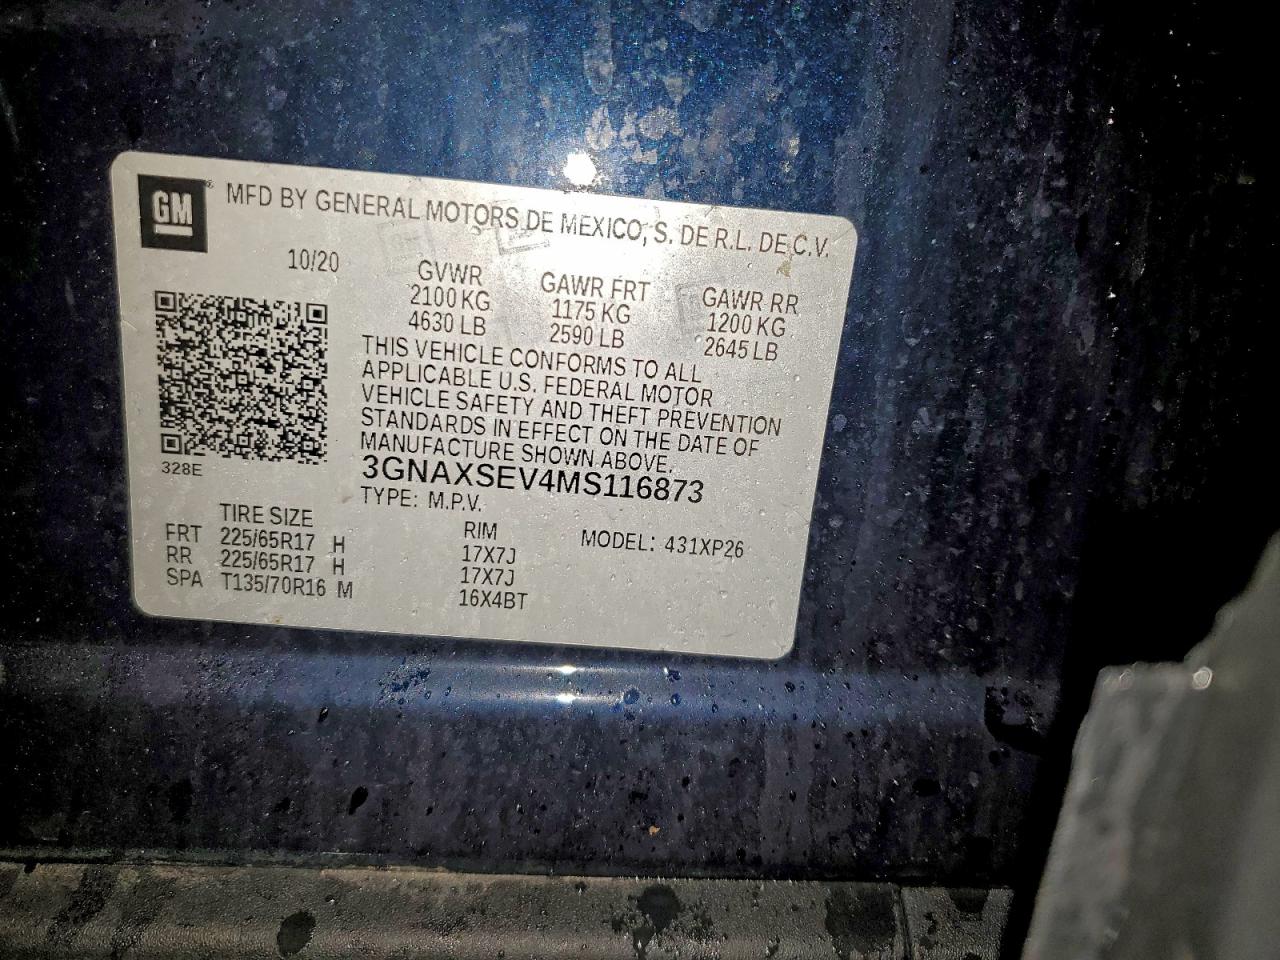 GM
MFD BY GENERAL MOTORS DE MEXICO, S. DE R.L. DE C.V.
10/20
GVWR GAWR FRT GAWR RR
2100 KG 1175 KG 1200 KG
4630 LB 2590 LB 2645 LB
THIS VEHICLE CONFORMS TO ALL
APPLICABLE U.S. FEDERAL MOTOR
VEHICLE SAFETY AND THEFT PREVENTION
STANDARDS IN EFFECT ON THE DATE OF
MANUFACTURE SHOWN ABOVE.
328E
3GNAXSEV4MS116873
TYPE: M.P.V.
TIRE SIZE RIM MODEL: 431XP26
FRT 225/65R17 H 17X7J
RR 225/65R17 H 17X7J
SPA T135/70R16 M 16X4BT